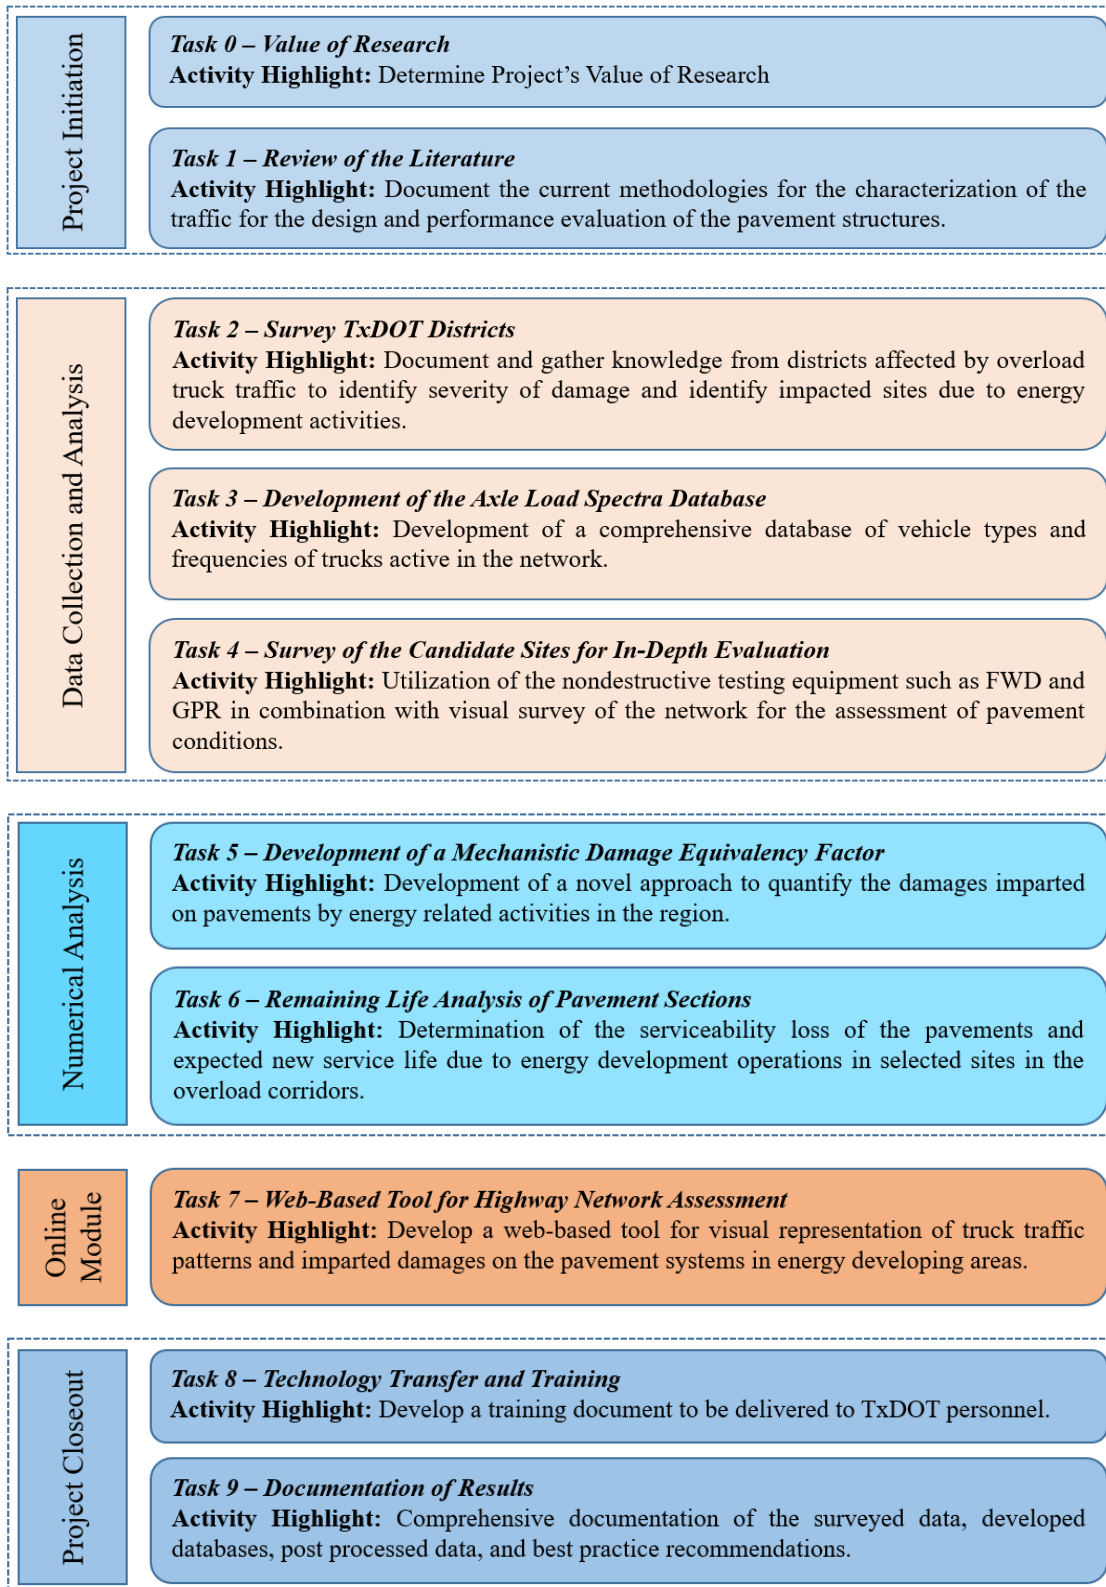 Project Initiation
Task 0 – Value of Research
Activity Highlight: Determine Project’s Value of Research
Task 1 – Review of the Literature
Activity Highlight: Document the current methodologies for the characterization of the
traffic for the design and performance evaluation of the pavement structures.
Data Collection and Analysis
Task 2 – Survey TxDOT Districts
Activity Highlight: Document and gather knowledge from districts affected by overload
truck traffic to identify severity of damage and identify impacted sites due to energy
development activities.
Task 3 – Development of the Axle Load Spectra Database
Activity Highlight: Development of a comprehensive database of vehicle types and
frequencies of trucks active in the network.
Task 4 – Survey of the Candidate Sites for In-Depth Evaluation
Activity Highlight: Utilization of the nondestructive testing equipment such as FWD and
GPR in combination with visual survey of the network for the assessment of pavement
conditions.
Numerical Analysis
Task 5 – Development of a Mechanistic Damage Equivalency Factor
Activity Highlight: Development of a novel approach to quantify the damages imparted
on pavements by energy related activities in the region.
Task 6 – Remaining Life Analysis of Pavement Sections
Activity Highlight: Determination of the serviceability loss of the pavements and
expected new service life due to energy development operations in selected sites in the
overload corridors.
Online
Module
Task 7 – Web-Based Tool for Highway Network Assessment
Activity Highlight: Develop a web-based tool for visual representation of truck traffic
patterns and imparted damages on the pavement systems in energy developing areas.
Project Closeout
Task 8 – Technology Transfer and Training
Activity Highlight: Develop a training document to be delivered to TxDOT personnel.
Task 9 – Documentation of Results
Activity Highlight: Comprehensive documentation of the surveyed data, developed
databases, post processed data, and best practice recommendations.